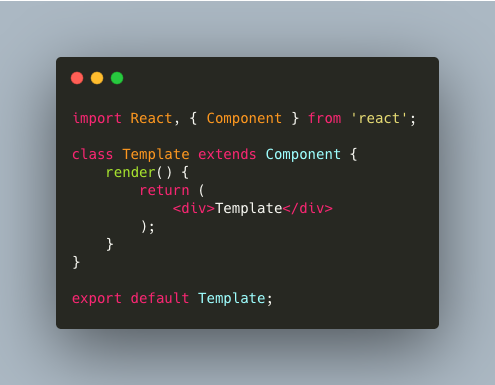 import React, { Component } from 'react';

class Template extends Component {
    render() {
        return (
            <div>Template</div>
        );
    }
}

export default Template;